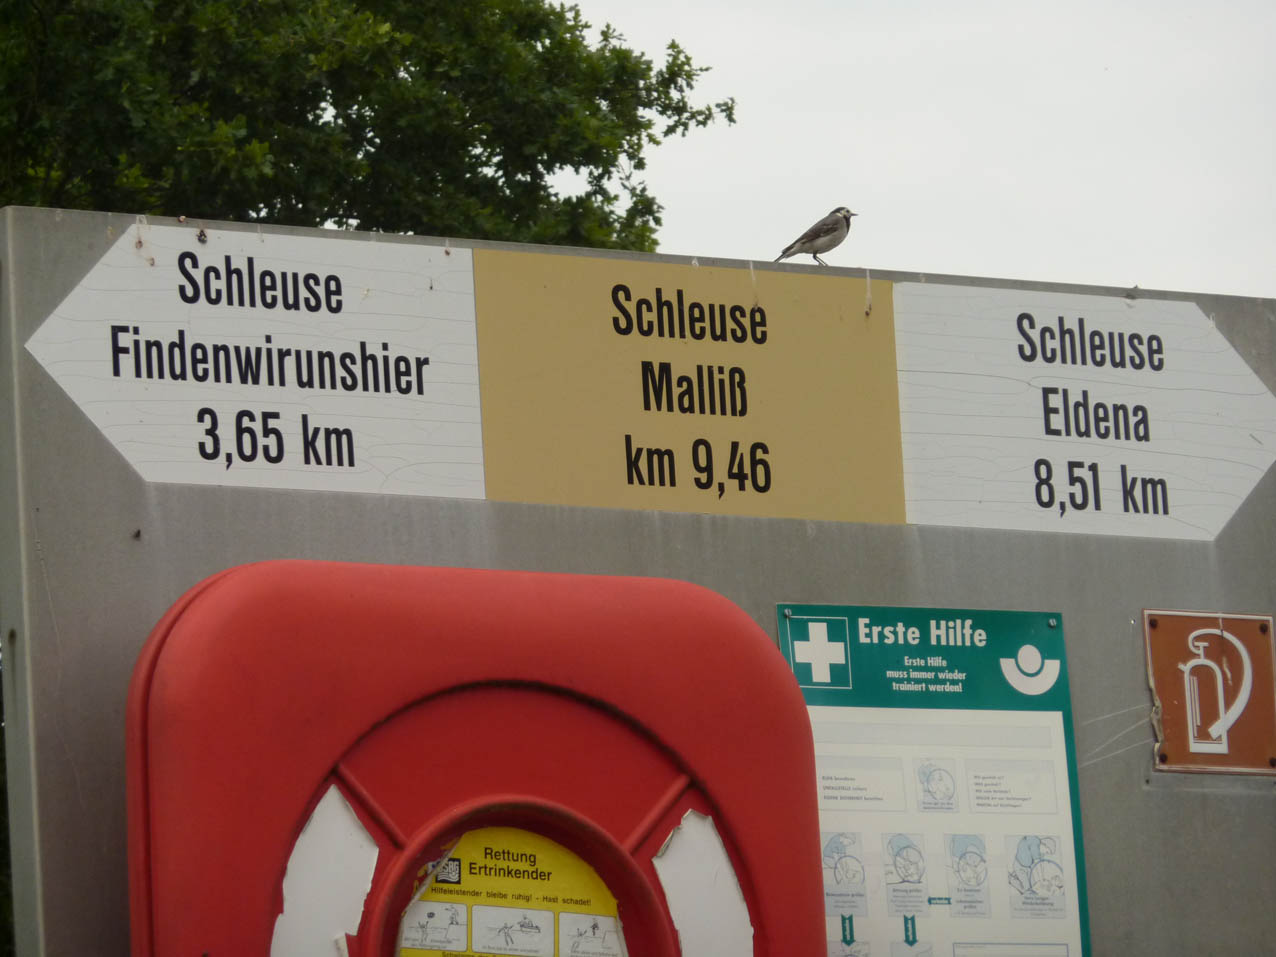 Schleuse
Findenwirunshier
3,65 km
Schleuse
Malliß
km 9,46
Schleuse
Eldena
8,51 km
Erste Hilfe
Erste Hilfe
muss immer wieder
trainiert werden!
Rettung
Ertrinkender
Hilfeleistender bleibe ruhig! - Hast schadet!